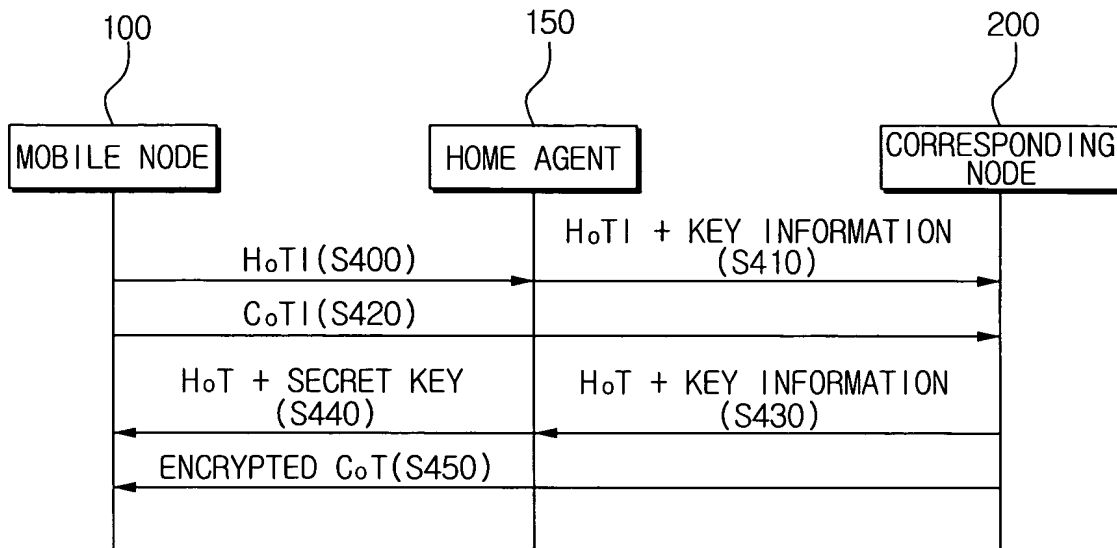 100
150
200
MOBILE NODE
HOME AGENT
CORRESPONDING
NODE
HoTI + KEY INFORMATION
HoTI(S400)
(S410)
CoTI(S420)
HoT + SECRET KEY
HoT + KEY INFORMATION
(S440)
(S430)
ENCRYPTED CoT(S450)